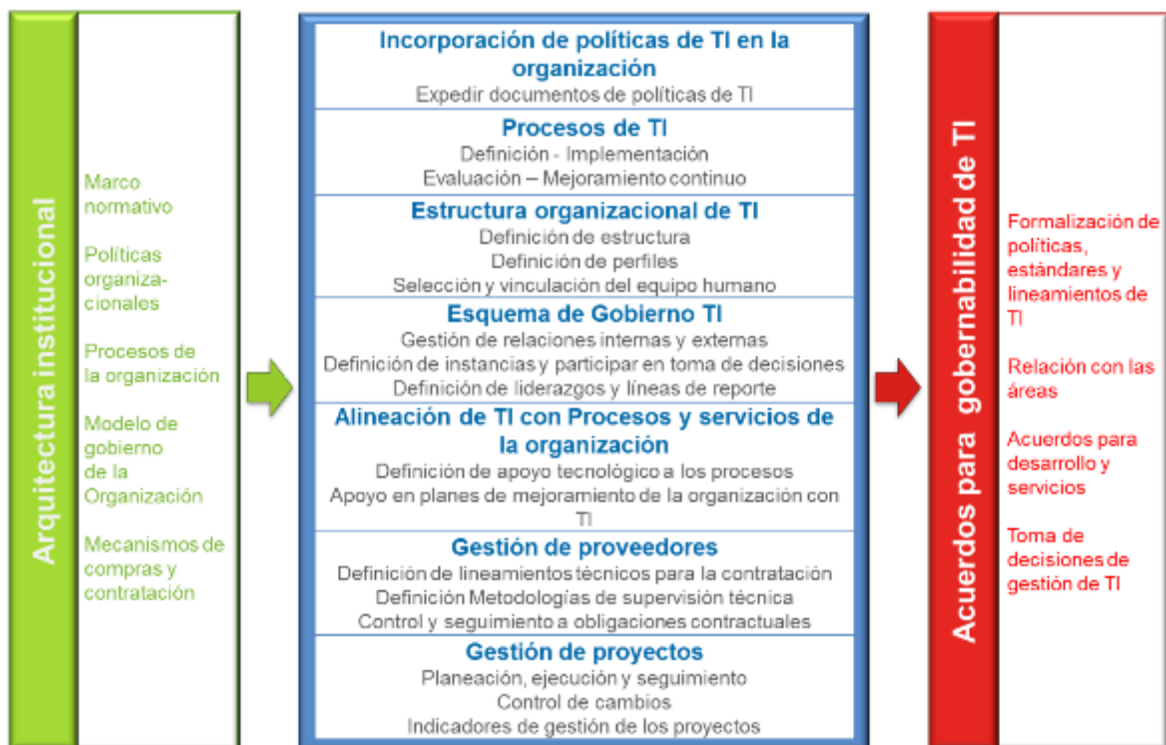 Arquitectura institucional
Marco
normativo
Políticas
organiza-
cionales
Procesos de
la organización
Modelo de
gobierno
de la
Organización
Mecanismos de
compras y
contratación
Incorporación de políticas de TI en la
organización
Expedir documentos de políticas de TI
Procesos de TI
Definición - Implementación
Evaluación – Mejoramiento continuo
Estructura organizacional de TI
Definición de estructura
Definición de perfiles
Selección y vinculación del equipo humano
Esquema de Gobierno TI
Gestión de relaciones internas y externas
Definición de instancias y participar en toma de decisiones
Definición de liderazgos y líneas de reporte
Alineación de TI con Procesos y servicios de
la organización
Definición de apoyo tecnológico a los procesos
Apoyo en planes de mejoramiento de la organización con
TI
Gestión de proveedores
Definición de lineamientos técnicos para la contratación
Definición Metodologías de supervisión técnica
Control y seguimiento a obligaciones contractuales
Gestión de proyectos
Planeación, ejecución y seguimiento
Control de cambios
Indicadores de gestión de los proyectos
Acuerdos para gobernabilidad de TI
Formalización de
políticas,
estándares y
lineamientos de
TI
Relación con las
áreas
Acuerdos para
desarrollo y
servicios
Toma de
decisiones de
gestión de TI